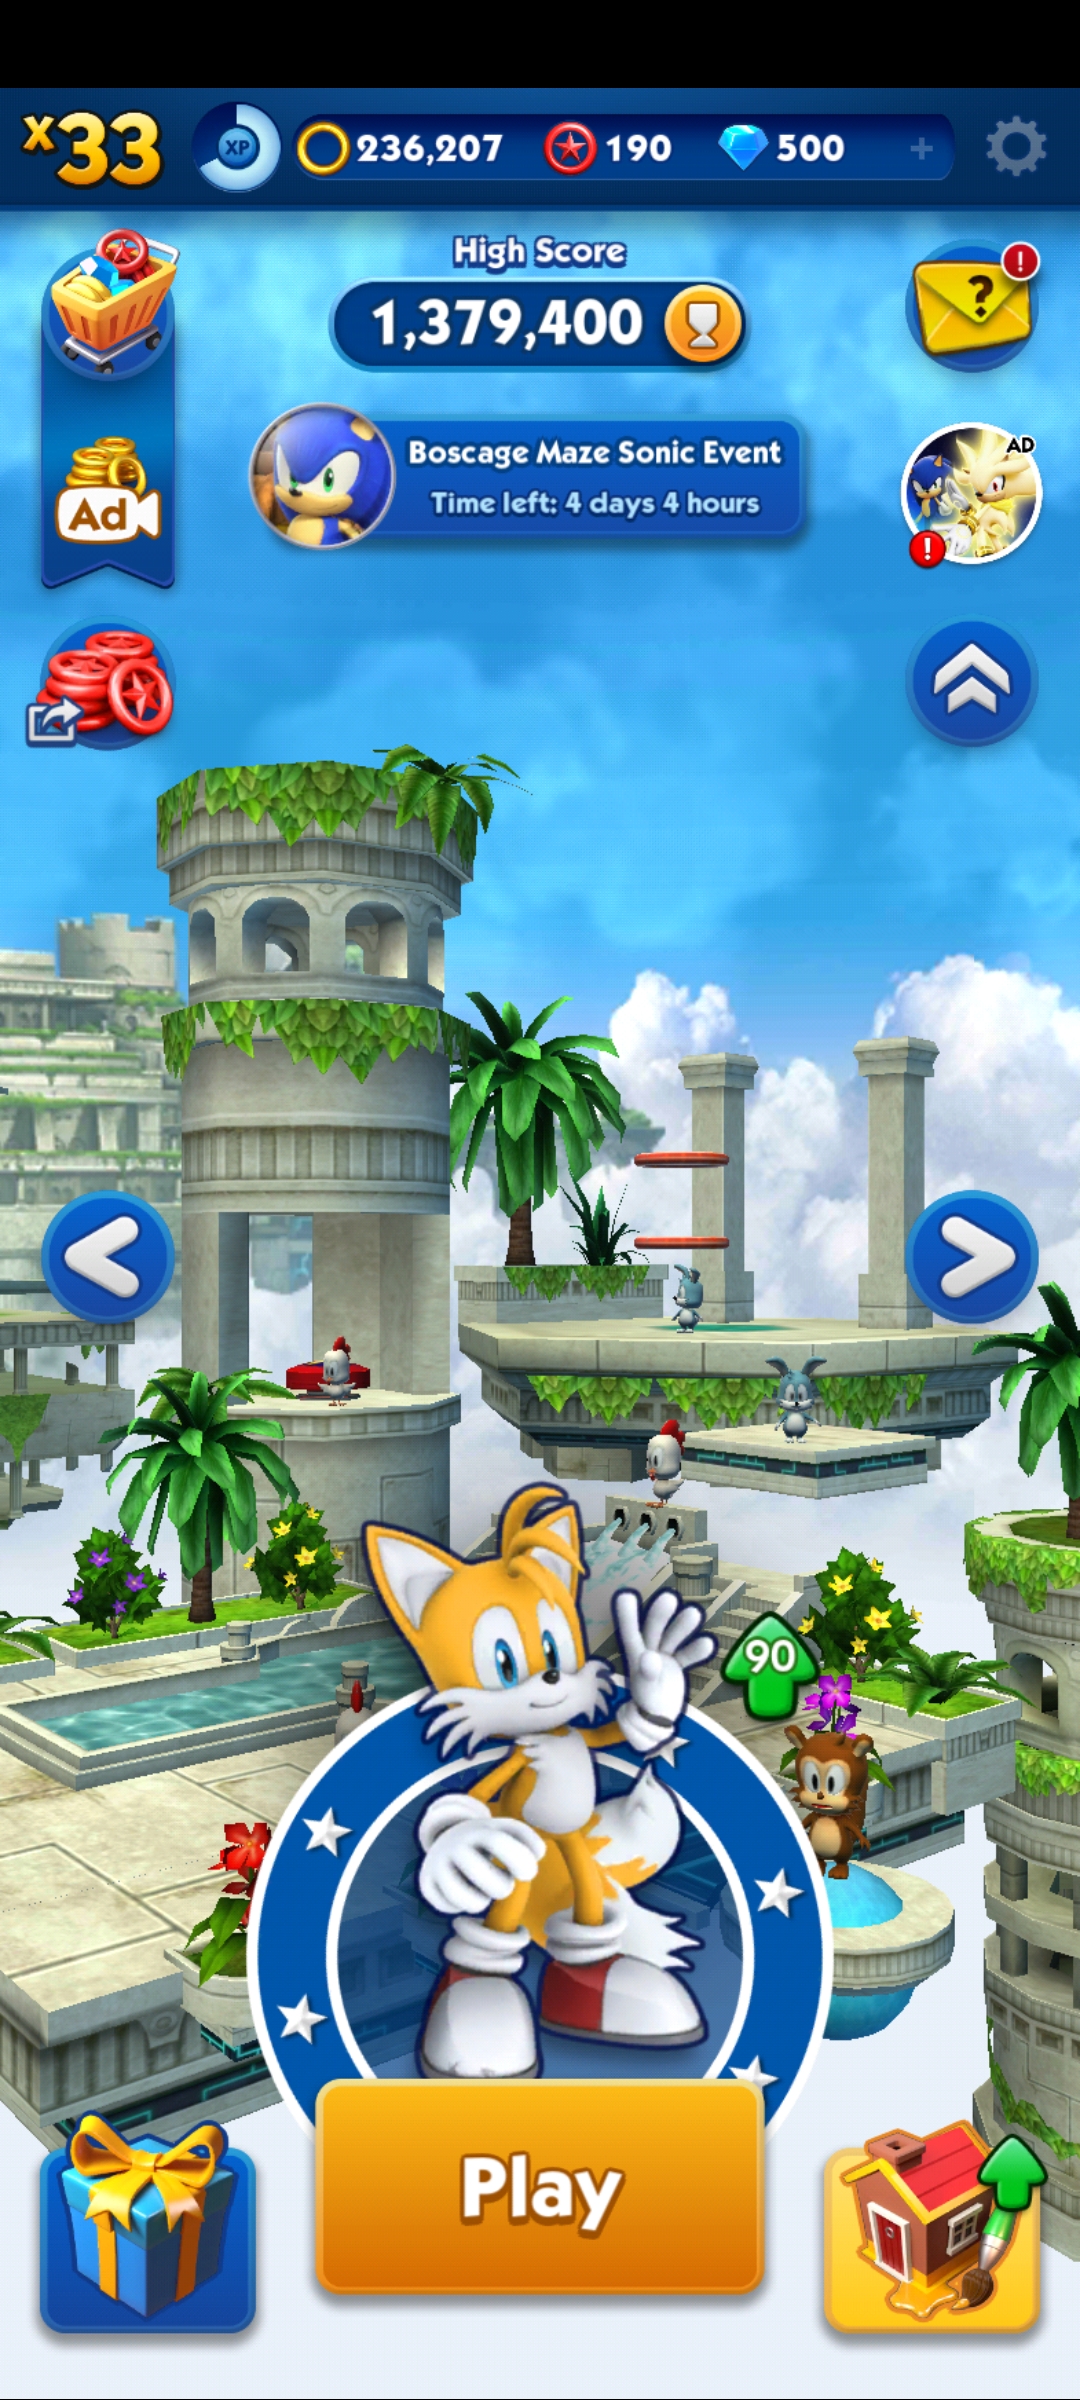 x33
XP
236,207
190
500
+
High Score
1,379,400
?
!
Boscage Maze Sonic Event
Time left: 4 days 4 hours
AD
!
Ad
90
Play